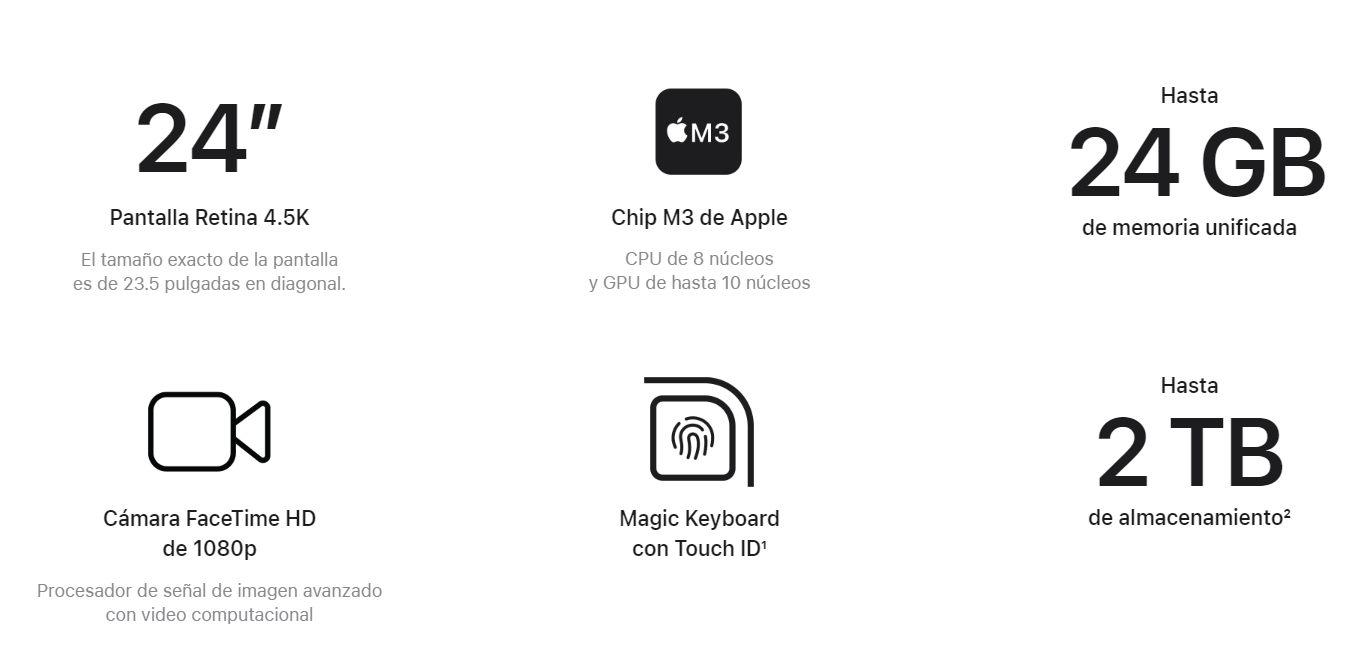 24″
Pantalla Retina 4.5K
El tamaño exacto de la pantalla
es de 23.5 pulgadas en diagonal.
M3
Chip M3 de Apple
CPU de 8 núcleos
y GPU de hasta 10 núcleos
Hasta
24 GB
de memoria unificada
Cámara FaceTime HD
de 1080p
Procesador de señal de imagen avanzado
con video computacional
Magic Keyboard
con Touch ID¹
Hasta
2 TB
de almacenamiento²